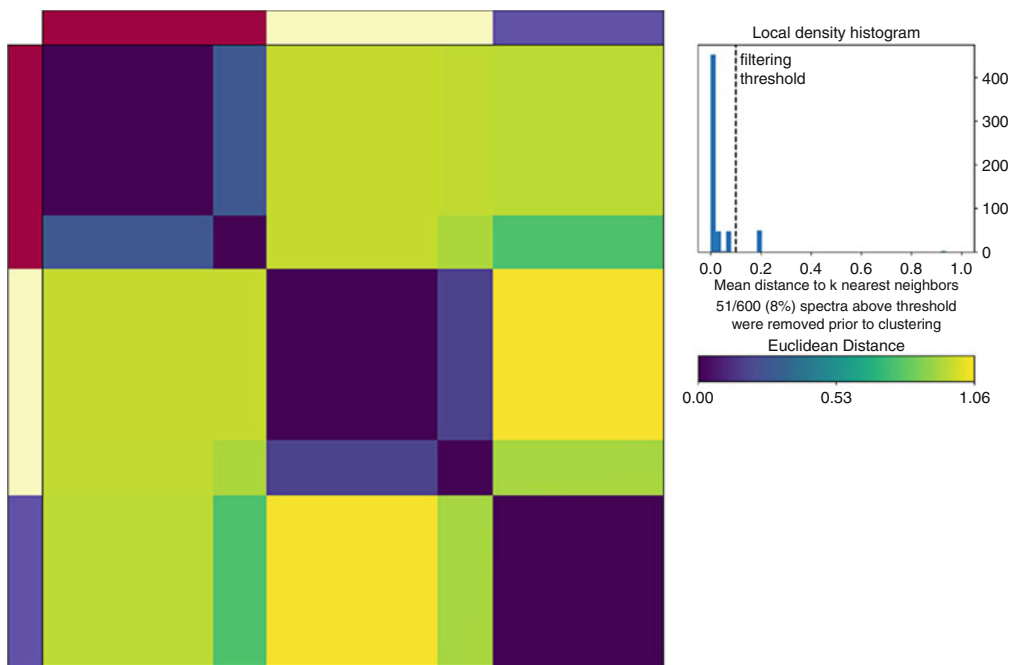 Local density histogram
filtering
threshold
400
300
200
100
0
0.0 0.2 0.4 0.6 0.8 1.0
Mean distance to k nearest neighbors
51/600 (8%) spectra above threshold
were removed prior to clustering
Euclidean Distance
0.00 0.53 1.06